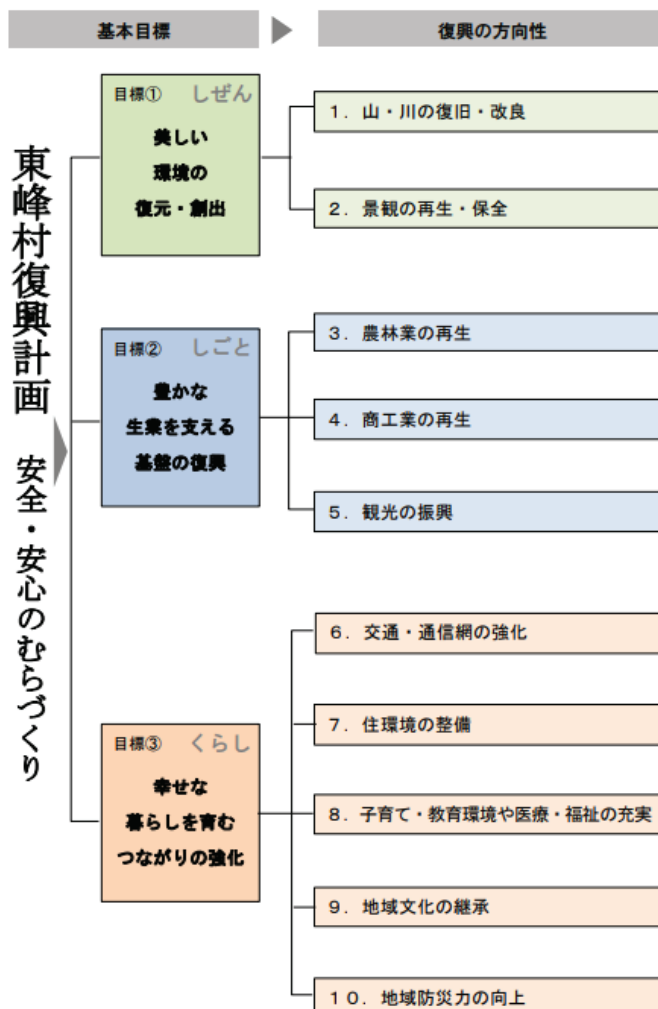 基本目標
復興の方向性
東峰村復興計画 安全・安心のむらづくり
目標① しぜん
美しい
環境の
復元・創出
1. 山・川の復旧・改良
2. 景観の再生・保全
目標② しごと
豊かな
生業を支える
基盤の復興
3. 農林業の再生
4. 商工業の再生
5. 観光の振興
目標③ くらし
幸せな
暮らしを育む
つながりの強化
6. 交通・通信網の強化
7. 住環境の整備
8. 子育て・教育環境や医療・福祉の充実
9. 地域文化の継承
10. 地域防災力の向上